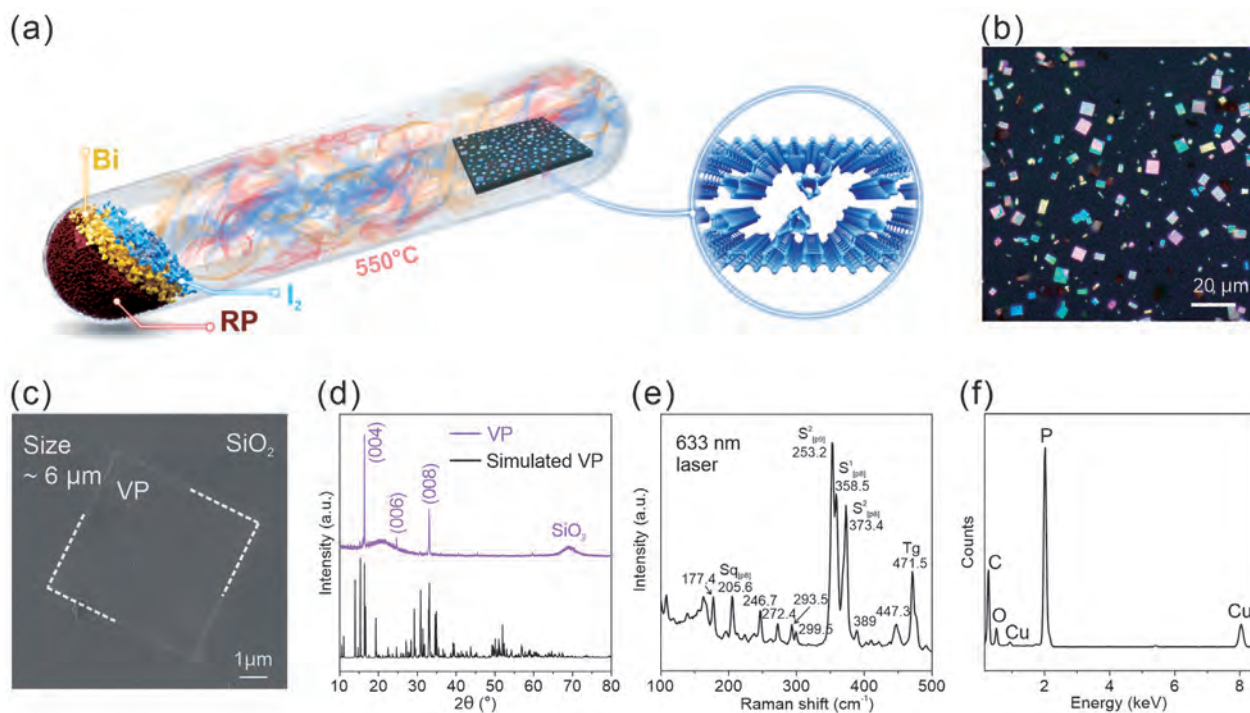 (a)
Bi
I₂
RP
550°C
(b)
20 μm
(c)
Size
~ 6 μm
VP
SiO₂
1μm
(d)
Intensity (a.u.)
(004)
(006)
(008)
VP
Simulated VP
SiO₂
10 20 30 40 50 60 70 80
2θ (°)
(e)
Intensity (a.u.)
633 nm
laser
177.4
Sq[p8]
205.6
246.7
272.4
293.5
299.5
S²[p9]
253.2
S¹[p8]
358.5
S²[p8]
373.4
389
447.3
Tg
471.5
100 200 300 400 500
Raman shift (cm⁻¹)
(f)
Counts
C
O
Cu
P
Cu
2 4 6 8
Energy (keV)